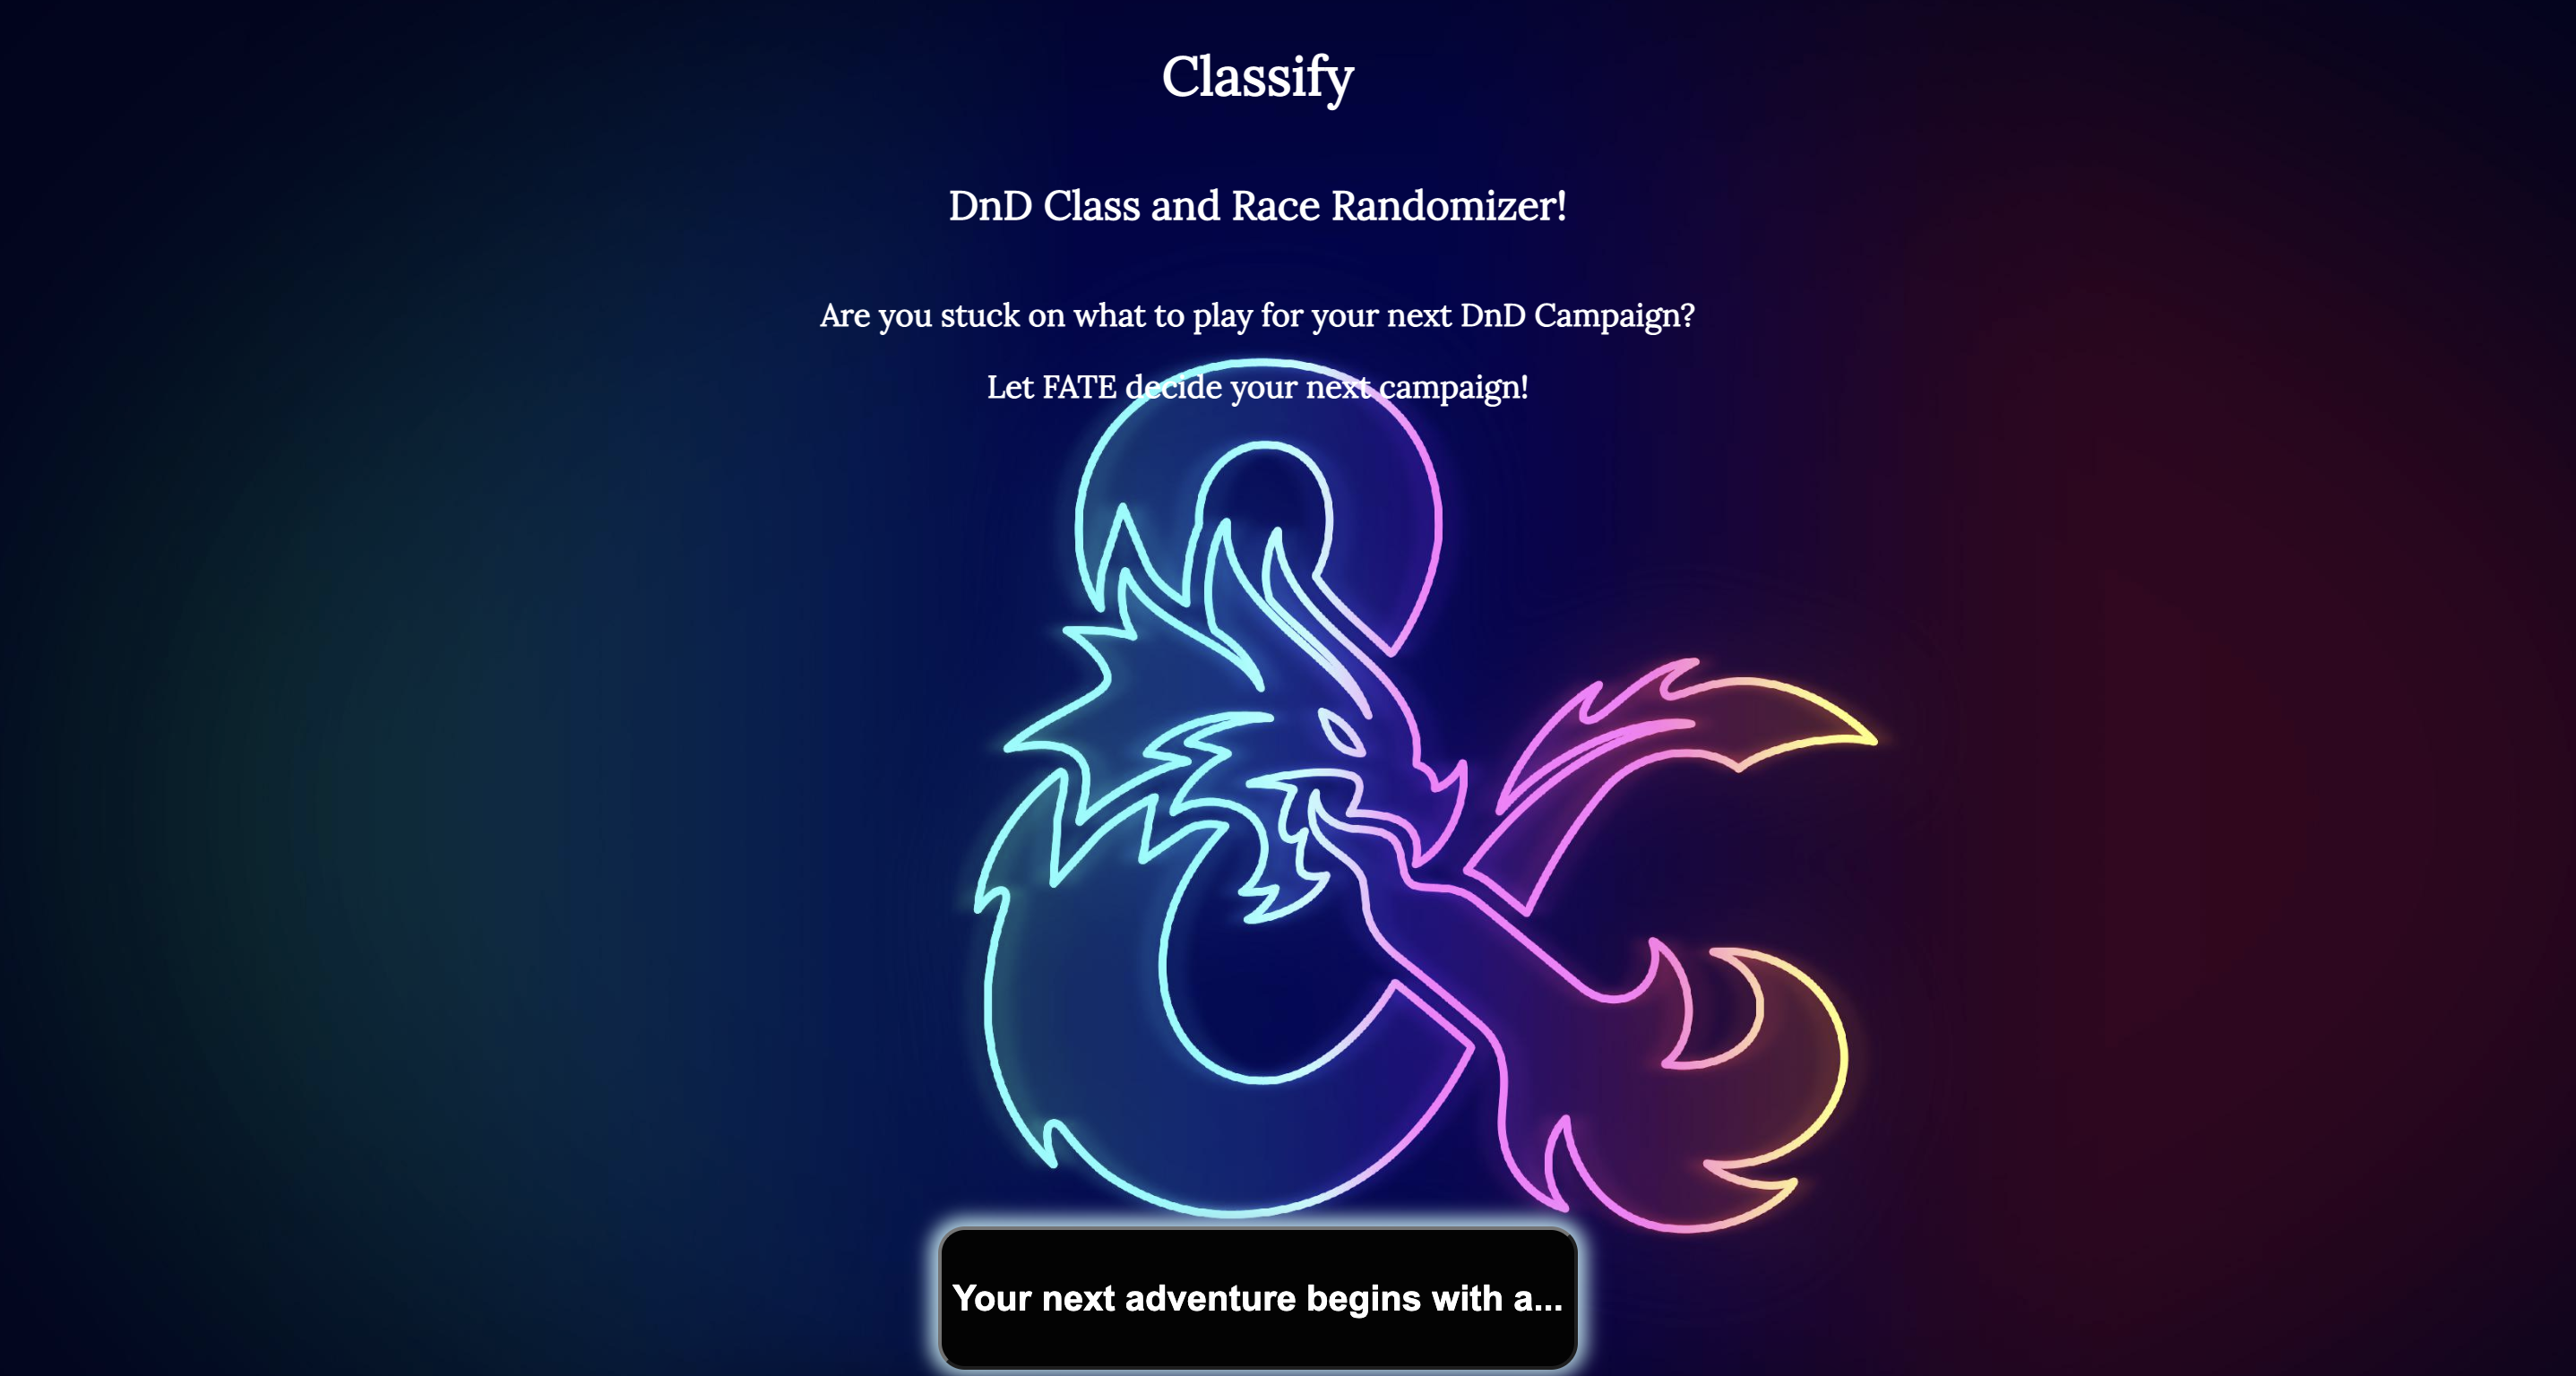 Classify
DnD Class and Race Randomizer!
Are you stuck on what to play for your next DnD Campaign?
Let FATE decide your next campaign!
Your next adventure begins with a...